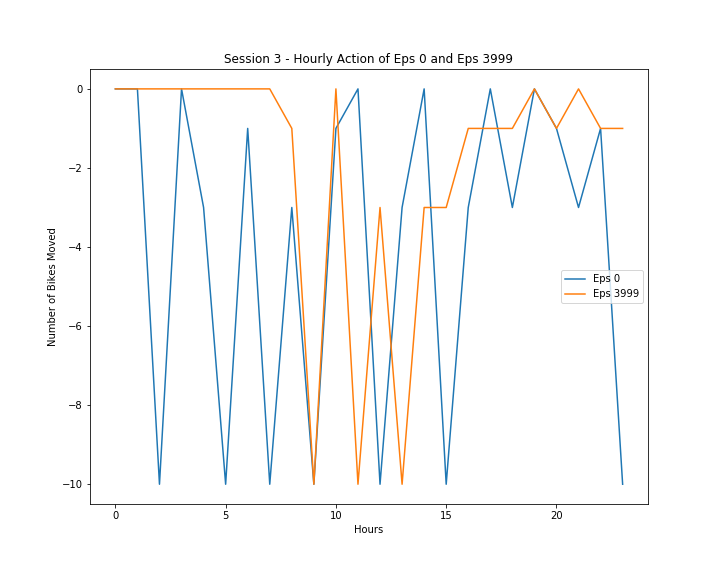 Session 3 - Hourly Action of Eps 0 and Eps 3999
Number of Bikes Moved
0
−2
−4
−6
−8
−10
Eps 0
Eps 3999
0
5
10
15
20
Hours